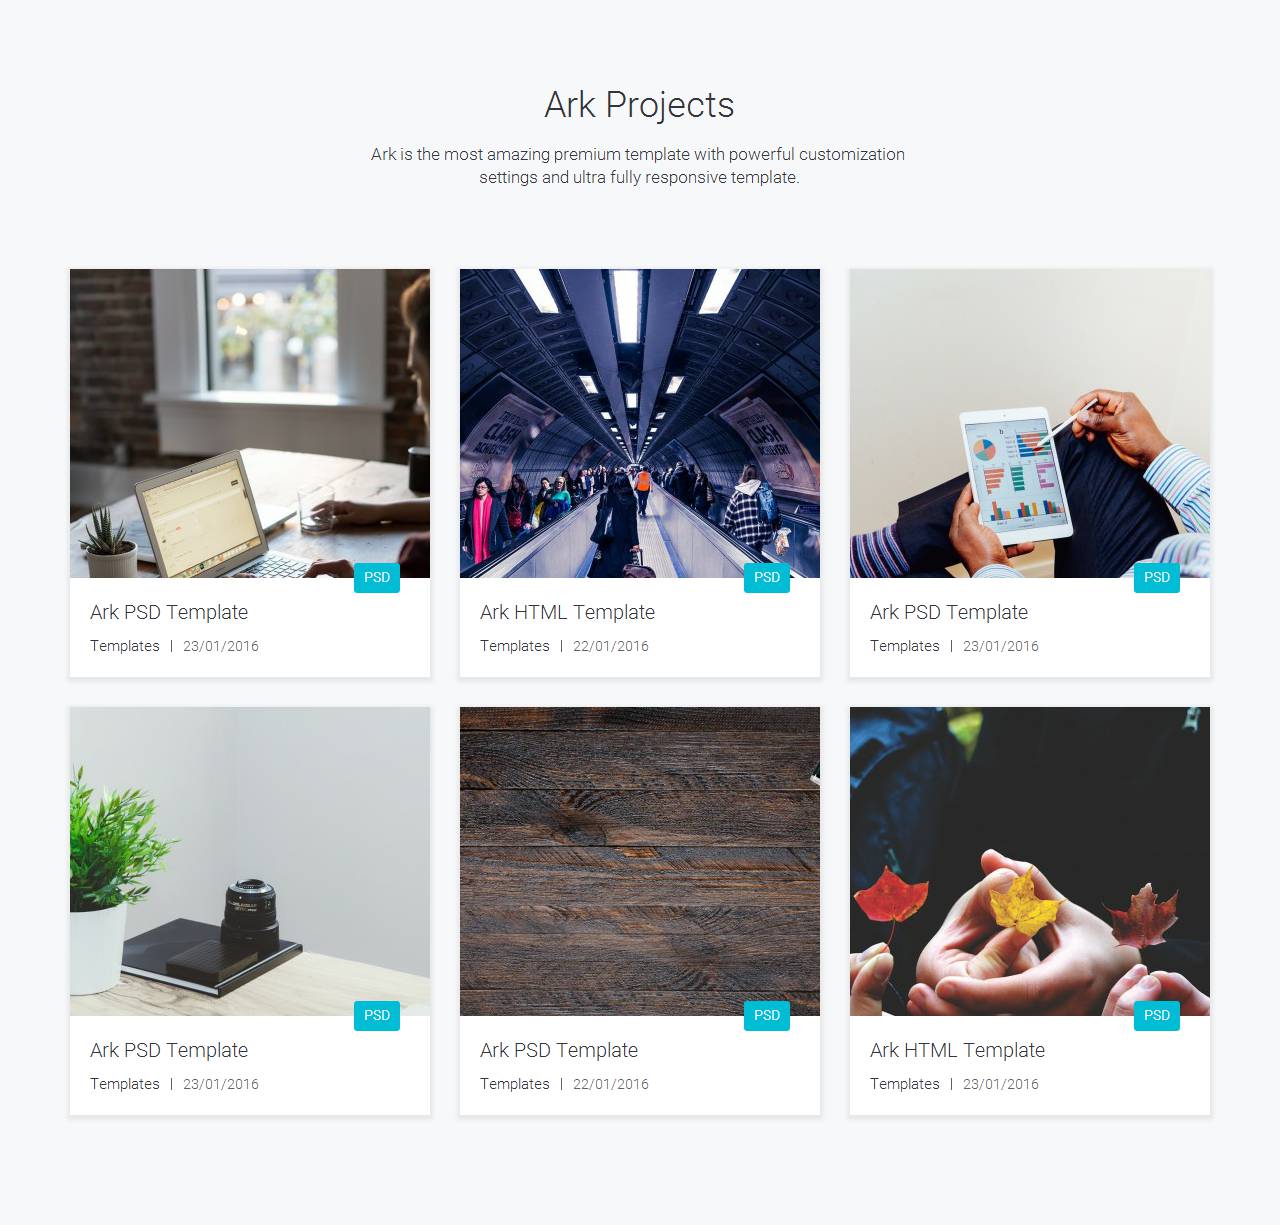 Ark Projects
Ark is the most amazing premium template with powerful customization
settings and ultra fully responsive template.
CLASH
CLASH
PSD
PSD
PSD
Ark PSD Template
Ark HTML Template
Ark PSD Template
Templates | 23/01/2016
Templates | 22/01/2016
Templates | 23/01/2016
PSD
PSD
PSD
Ark PSD Template
Ark PSD Template
Ark HTML Template
Templates | 23/01/2016
Templates | 22/01/2016
Templates | 23/01/2016